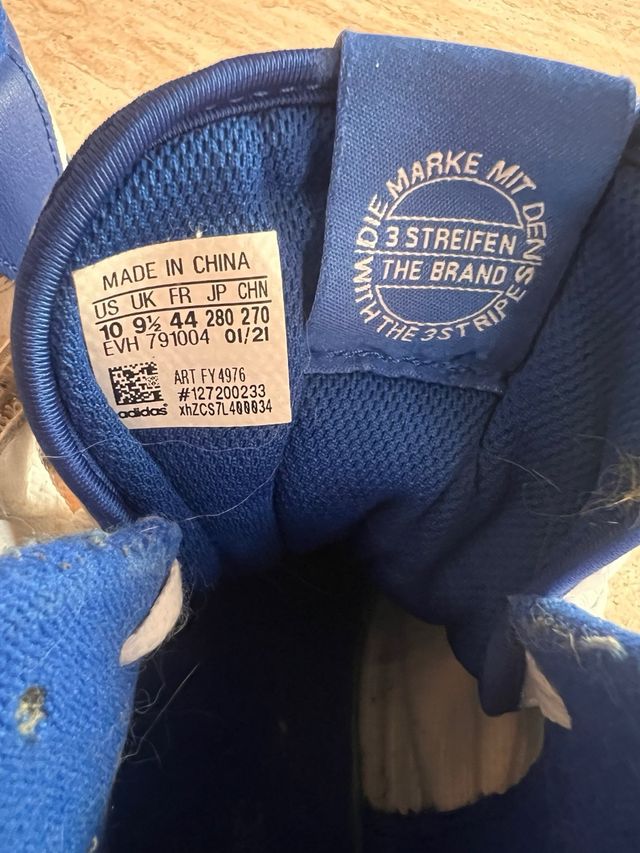 MADE IN CHINA
US UK FR JP CHN
10 9½ 44 280 270
EVH 791004 01/21
ART FY4976
#127200233
adidas® xhZCS7L400034
DIE MARKE MIT DEN
3 STREIFEN
THE BRAND
WITH THE 3 STRIPES